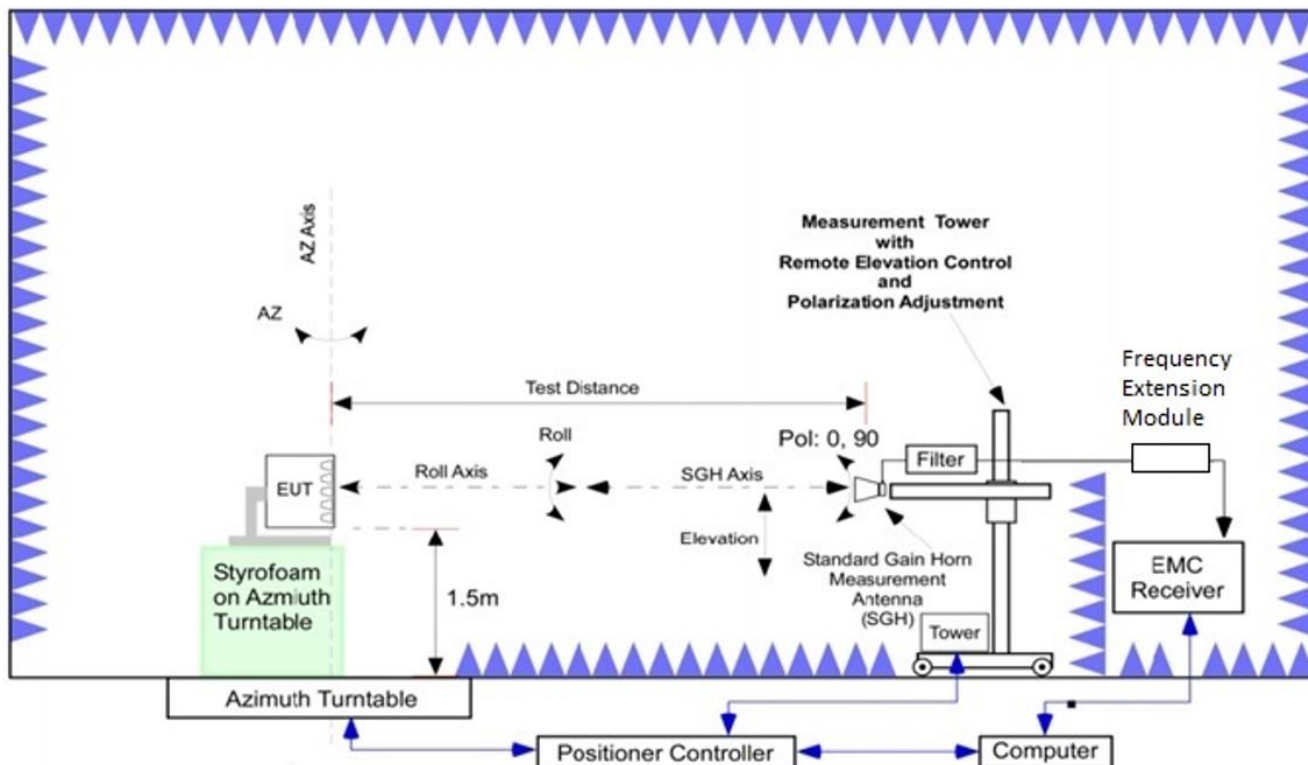 AZ Axis
AZ
Measurement Tower
with
Remote Elevation Control
and
Polarization Adjustment
Frequency
Extension
Module
Test Distance
Roll
Pol: 0, 90
Filter
EUT
Roll Axis
SGH Axis
Elevation
Standard Gain Horn
Measurement
Antenna
(SGH)
EMC
Receiver
Styrofoam
on Azmiuth
Turntable
1.5m
Tower
Azimuth Turntable
Positioner Controller
Computer